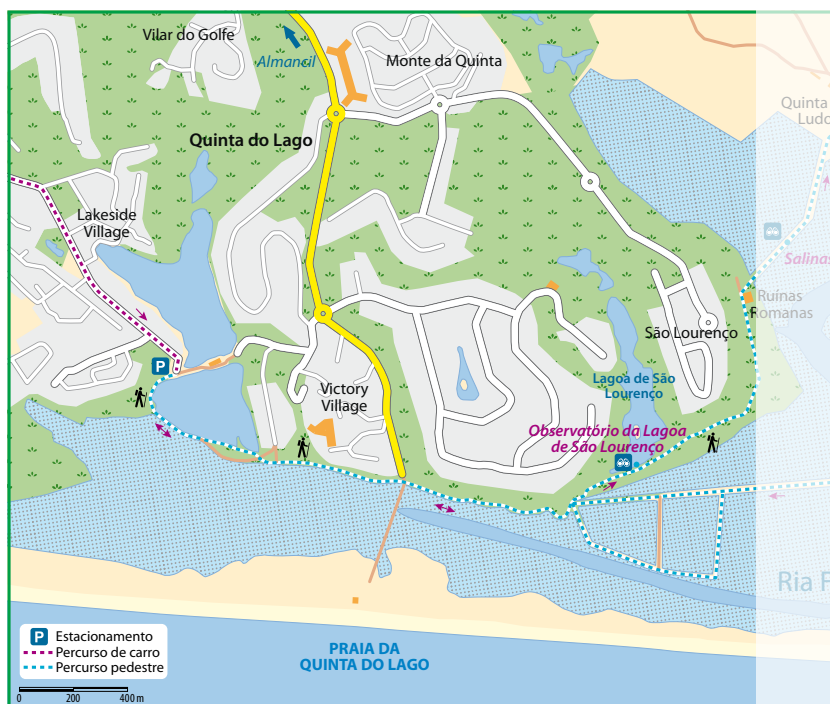 Vilar do Golfe
Almancil
Monte da Quinta
Quinta do Lago
Quinta
Ludo
Lakeside
Village
Salinas
Ruínas
Romanas
São Lourenço
P
Lagoa de São
Lourenço
Victory
Village
Observatório da Lagoa
de São Lourenço
Ria F
P Estacionamento
Percurso de carro
Percurso pedestre
PRAIA DA
QUINTA DO LAGO
0 200 400 m